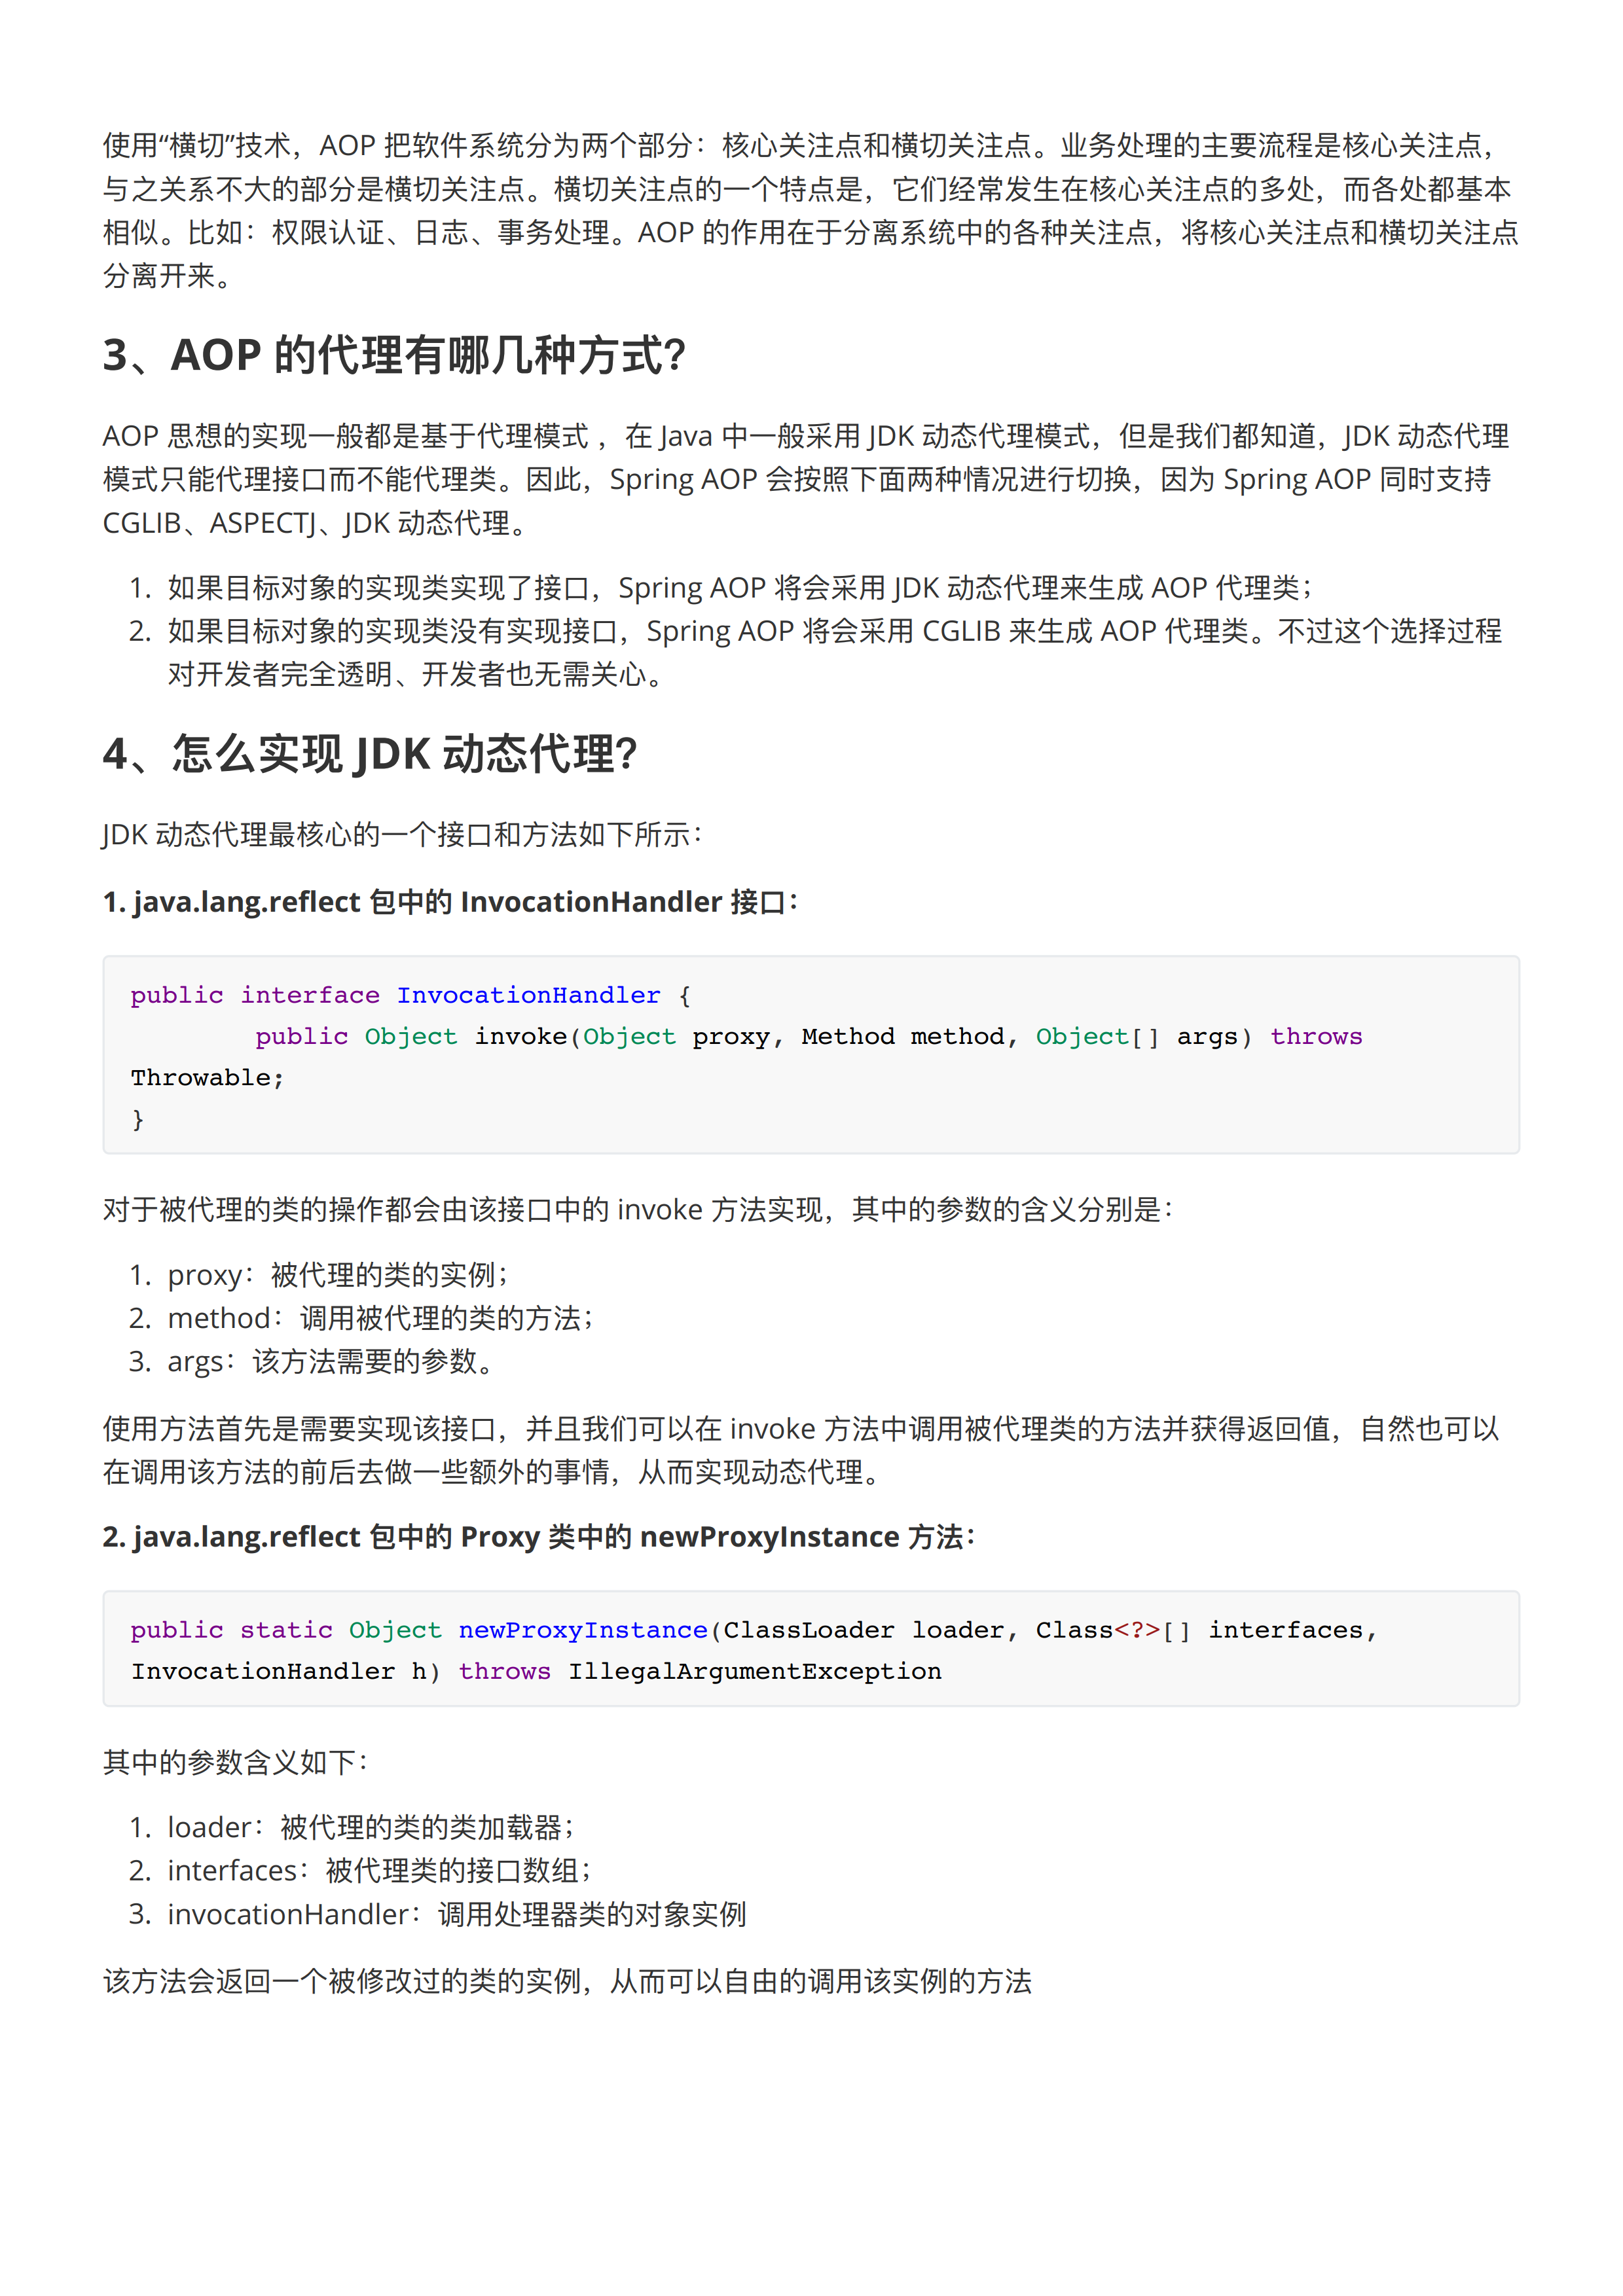 使用“横切”技术，AOP 把软件系统分为两个部分：核心关注点和横切关注点。业务处理的主要流程是核心关注点，
与之关系不大的部分是横切关注点。横切关注点的一个特点是，它们经常发生在核心关注点的多处，而各处都基本
相似。比如：权限认证、日志、事务处理。AOP 的作用在于分离系统中的各种关注点，将核心关注点和横切关注点
分离开来。
3、AOP 的代理有哪几种方式？
AOP 思想的实现一般都是基于代理模式 ，在 Java 中一般采用 JDK 动态代理模式，但是我们都知道，JDK 动态代理
模式只能代理接口而不能代理类。因此，Spring AOP 会按照下面两种情况进行切换，因为 Spring AOP 同时支持
CGLIB、ASPECTJ、JDK 动态代理。
1. 如果目标对象的实现类实现了接口，Spring AOP 将会采用 JDK 动态代理来生成 AOP 代理类；
2. 如果目标对象的实现类没有实现接口，Spring AOP 将会采用 CGLIB 来生成 AOP 代理类。不过这个选择过程
对开发者完全透明、开发者也无需关心。
4、怎么实现 JDK 动态代理？
JDK 动态代理最核心的一个接口和方法如下所示：
1. java.lang.reflect 包中的 InvocationHandler 接口：
public interface InvocationHandler {
        public Object invoke(Object proxy, Method method, Object[] args) throws
Throwable;
}
对于被代理的类的操作都会由该接口中的 invoke 方法实现，其中的参数的含义分别是：
1. proxy：被代理的类的实例；
2. method：调用被代理的类的方法；
3. args：该方法需要的参数。
使用方法首先是需要实现该接口，并且我们可以在 invoke 方法中调用被代理类的方法并获得返回值，自然也可以
在调用该方法的前后去做一些额外的事情，从而实现动态代理。
2. java.lang.reflect 包中的 Proxy 类中的 newProxyInstance 方法：
public static Object newProxyInstance(ClassLoader loader, Class<?>[] interfaces,
InvocationHandler h) throws IllegalArgumentException
其中的参数含义如下：
1. loader：被代理的类的类加载器；
2. interfaces：被代理类的接口数组；
3. invocationHandler：调用处理器类的对象实例
该方法会返回一个被修改过的类的实例，从而可以自由的调用该实例的方法